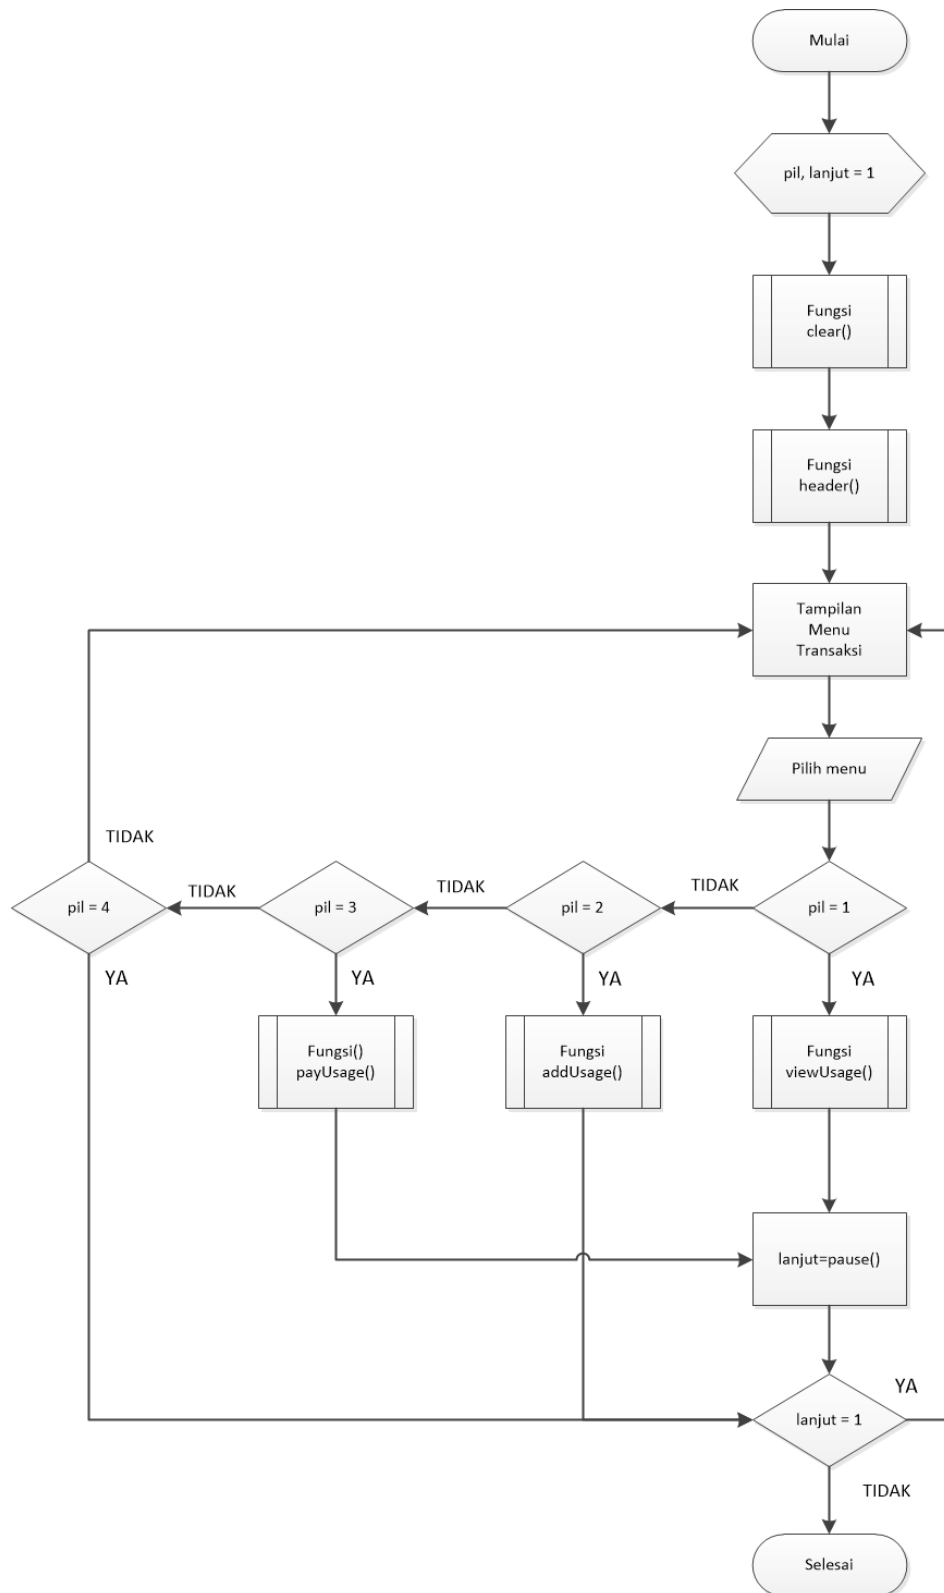 Mulai
pil, lanjut = 1
Fungsi
clear()
Fungsi
header()
Tampilan
Menu
Transaksi
Pilih menu
TIDAK
pil = 4
TIDAK
pil = 3
TIDAK
pil = 2
TIDAK
pil = 1
YA
YA
YA
YA
Fungsi()
payUsage()
Fungsi
addUsage()
Fungsi
viewUsage()
lanjut=pause()
lanjut = 1
YA
TIDAK
Selesai